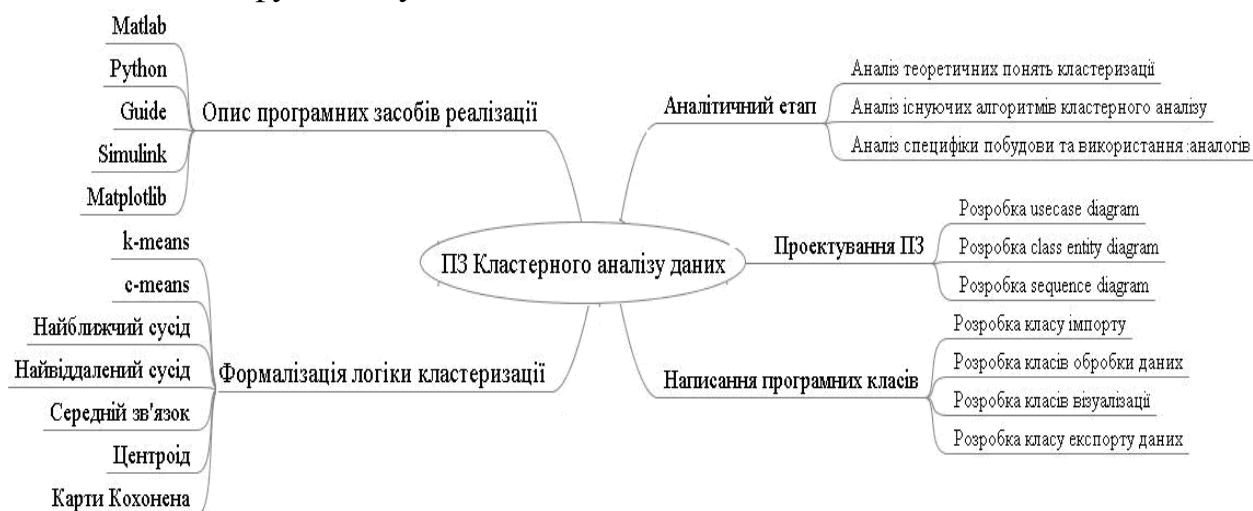 Matlab
Python
Guide
Simulink
Matplotlib
Опис програмних засобів реалізації
k-means
c-means
Найближчий сусід
Найвіддалений сусід
Середній зв'язок
Центроід
Карти Кохонена
Формалізація логіки кластеризації
ПЗ Кластерного аналізу даних
Аналітичний етап
Аналіз теоретичних понять кластеризації
Аналіз існуючих алгоритмів кластерного аналізу
Аналіз специфіки побудови та використання :аналогів
Проектування ПЗ
Розробка usecase diagram
Розробка class entity diagram
Розробка sequence diagram
Написання програмних класів
Розробка класу імпорту
Розробка класів обробки даних
Розробка класів візуалізації
Розробка класу експорту даних